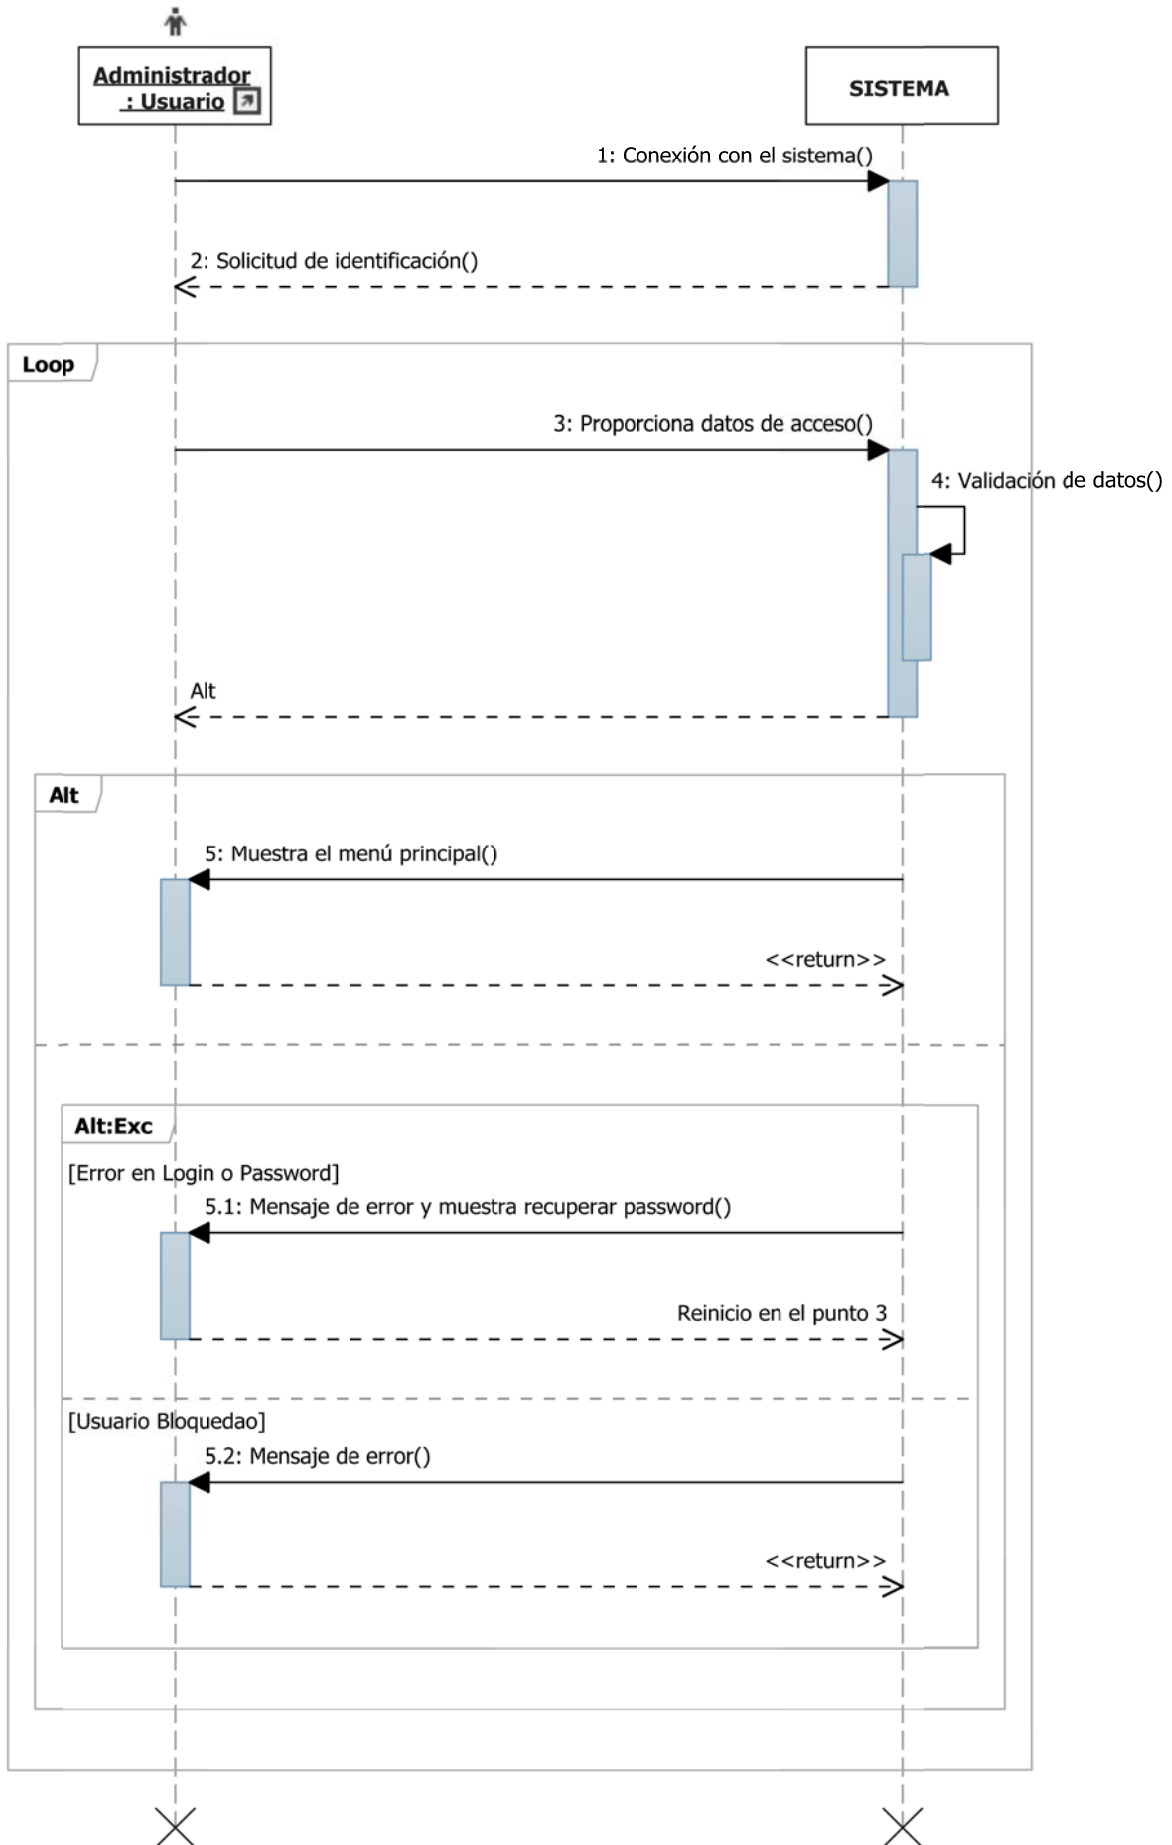 Administrador
: Usuario
SISTEMA
1: Conexión con el sistema()
2: Solicitud de identificación()
Loop
3: Proporciona datos de acceso()
4: Validación de datos()
Alt
Alt
5: Muestra el menú principal()
<<return>>
Alt:Exc
[Error en Login o Password]
5.1: Mensaje de error y muestra recuperar password()
Reinicio en el punto 3
[Usuario Bloquedao]
5.2: Mensaje de error()
<<return>>